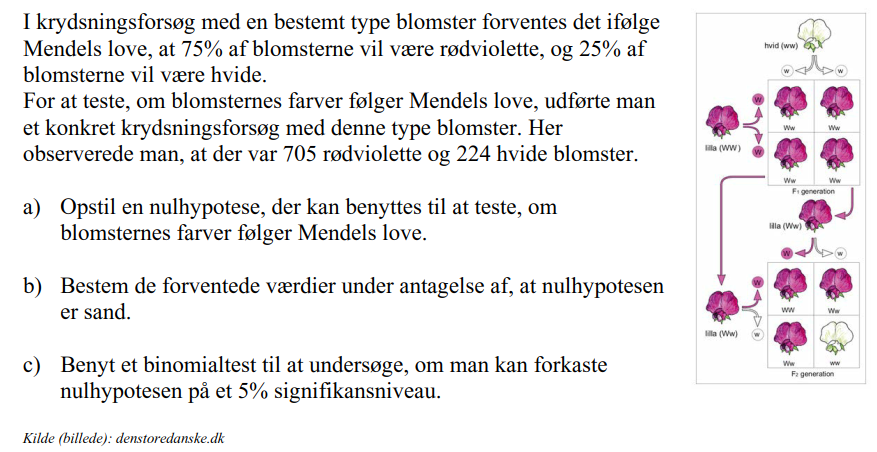 I krydsningsforsøg med en bestemt type blomster forventes det ifølge
Mendels love, at 75% af blomsterne vil være rødviolette, og 25% af
blomsterne vil være hvide.
For at teste, om blomsternes farver følger Mendels love, udførte man
et konkret krydsningsforsøg med denne type blomster. Her
observerede man, at der var 705 rødviolette og 224 hvide blomster.
a) Opstil en nulhypotese, der kan benyttes til at teste, om
blomsternes farver følger Mendels love.
b) Bestem de forventede værdier under antagelse af, at nulhypotesen
er sand.
c) Benyt et binomialtest til at undersøge, om man kan forkaste
nulhypotesen på et 5% signifikansniveau.
Kilde (billede): denstoredanske.dk
hvid (ww)
w w
W
Ww Ww
lilla (WW)
W
Ww Ww
F1 generation
lilla (Ww)
W w
W
WW Ww
lilla (Ww)
w
Ww ww
F2 generation